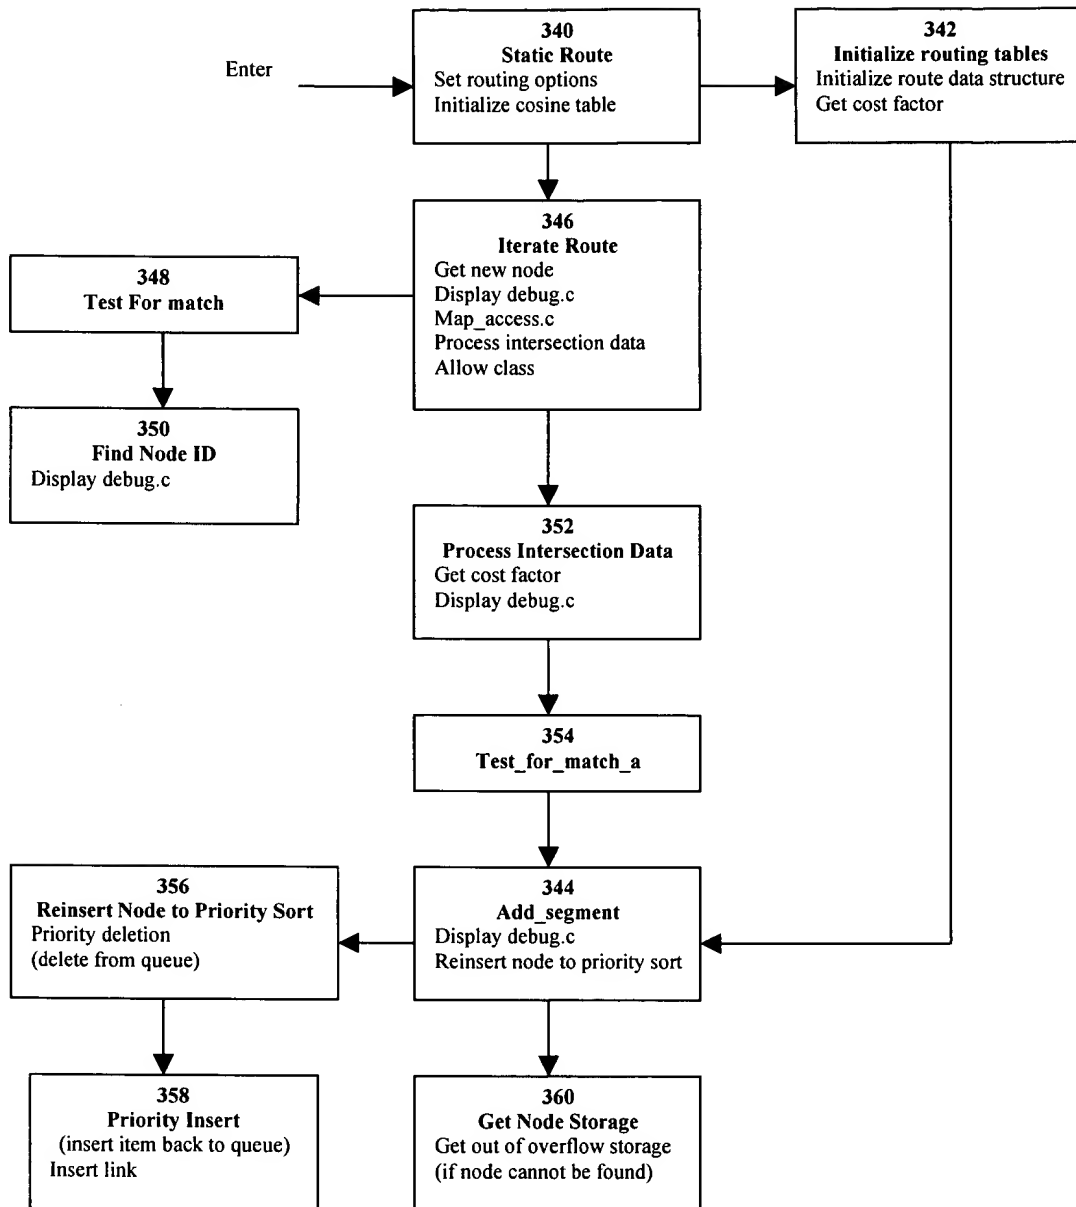 Enter
340
Static Route
Set routing options
Initialize cosine table
342
Initialize routing tables
Initialize route data structure
Get cost factor
346
Iterate Route
Get new node
Display debug.c
Map_access.c
Process intersection data
Allow class
348
Test For match
350
Find Node ID
Display debug.c
352
Process Intersection Data
Get cost factor
Display debug.c
354
Test_for_match_a
356
Reinsert Node to Priority Sort
Priority deletion
(delete from queue)
344
Add_segment
Display debug.c
Reinsert node to priority sort
358
Priority Insert
(insert item back to queue)
Insert link
360
Get Node Storage
Get out of overflow storage
(if node cannot be found)